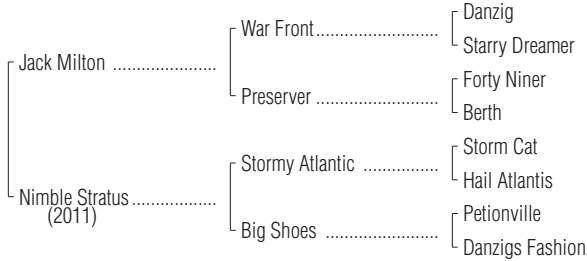 Danzig
War Front
Starry Dreamer
Jack Milton
Forty Niner
Preserver
Berth
Storm Cat
Stormy Atlantic
Hail Atlantis
Nimble Stratus
(2011)
Petionville
Big Shoes
Danzigs Fashion